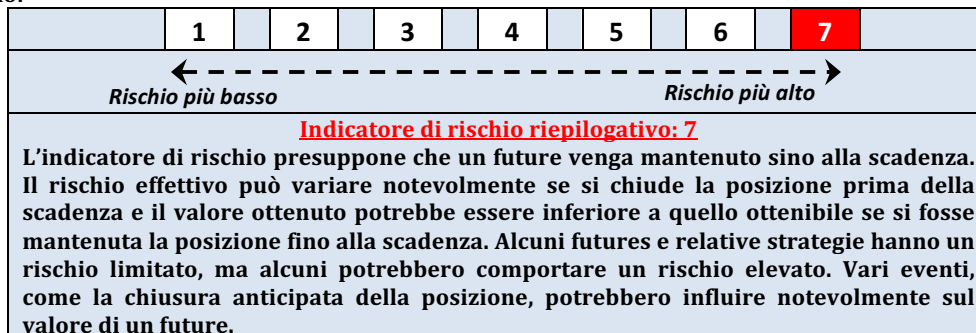 1 2 3 4 5 6 7
Rischio più basso Rischio più alto
Indicatore di rischio riepilogativo: 7
L’indicatore di rischio presuppone che un future venga mantenuto sino alla scadenza.
Il rischio effettivo può variare notevolmente se si chiude la posizione prima della
scadenza e il valore ottenuto potrebbe essere inferiore a quello ottenibile se si fosse
mantenuta la posizione fino alla scadenza. Alcuni futures e relative strategie hanno un
rischio limitato, ma alcuni potrebbero comportare un rischio elevato. Vari eventi,
come la chiusura anticipata della posizione, potrebbero influire notevolmente sul
valore di un future.